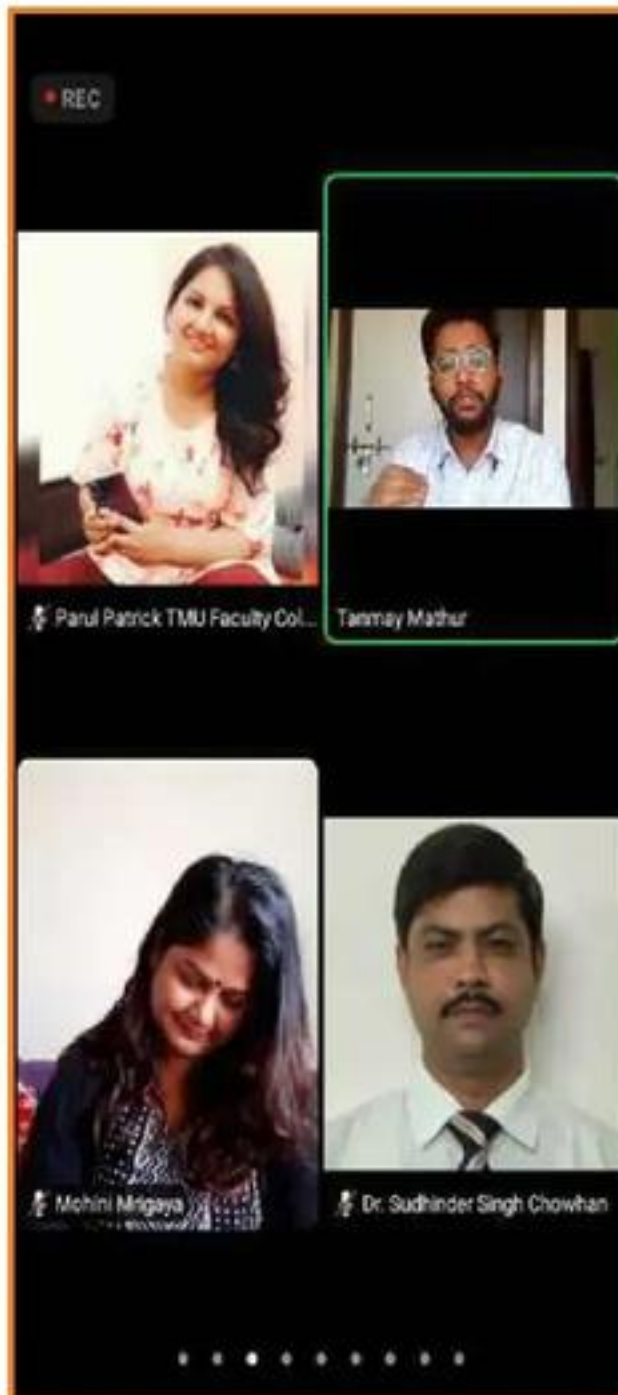 REC
Parul Patrick TMU Faculty Col...
Tanmay Mathur
Mohini Mrigaya
Dr. Sudhinder Singh Chowhan